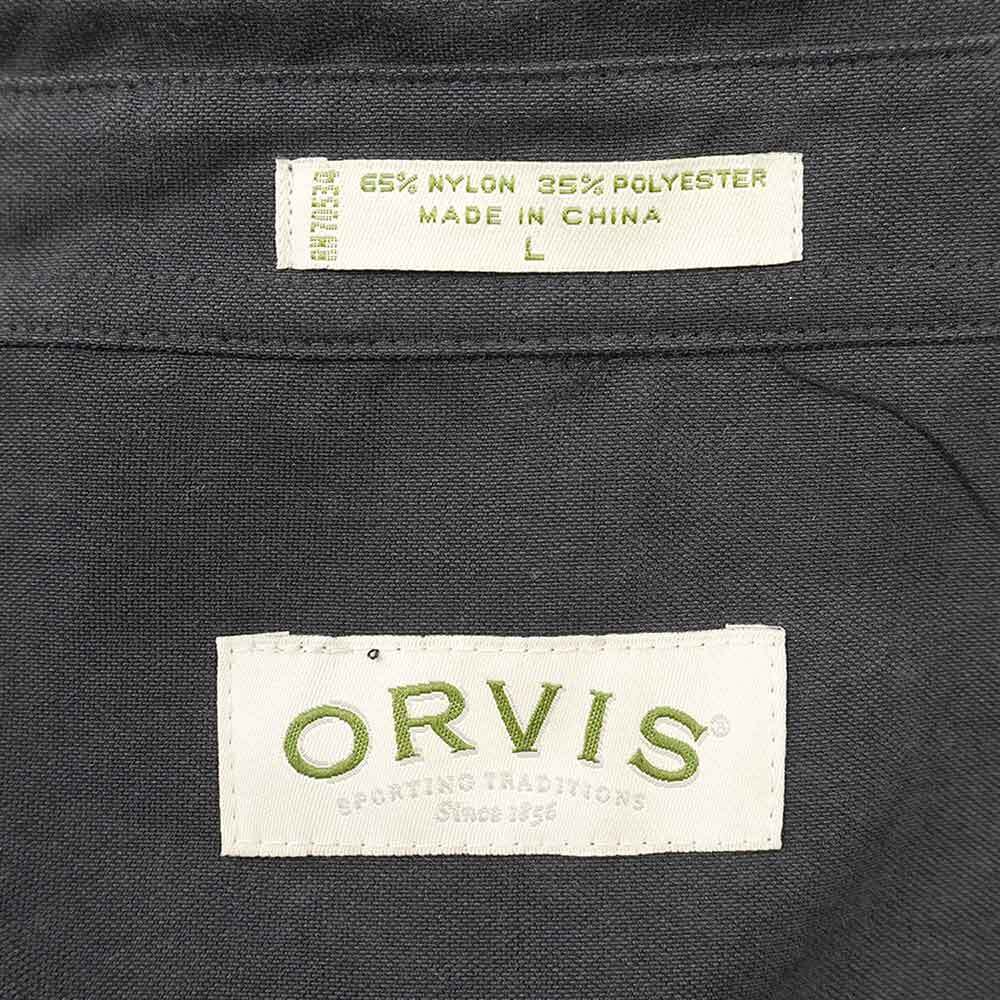 65% NYLON 35% POLYESTER
MADE IN CHINA
L
ORVIS®
SPORTING TRADITIONS
Since 1856